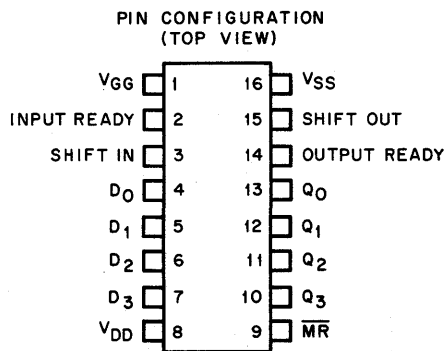 PIN CONFIGURATION
(TOP VIEW)
VGG 1 16 VSS
INPUT READY 2 15 SHIFT OUT
SHIFT IN 3 14 OUTPUT READY
D0 4 13 Q0
D1 5 12 Q1
D2 6 11 Q2
D3 7 10 Q3
VDD 8 9 M̅R̅